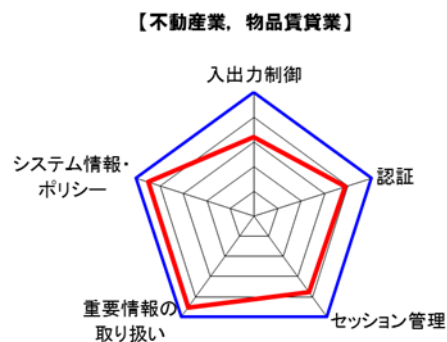 【不動産業，物品賃貸業】
入出力制御
認証
セッション管理
重要情報の
取り扱い
システム情報・
ポリシー